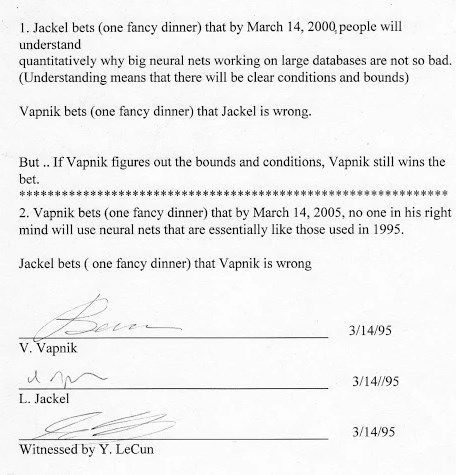 1. Jackel bets (one fancy dinner) that by March 14, 2000,people will
understand
quantitatively why big neural nets working on large databases are not so bad.
(Understanding means that there will be clear conditions and bounds)
Vapnik bets (one fancy dinner) that Jackel is wrong.
But .. If Vapnik figures out the bounds and conditions, Vapnik still wins the
bet.
****************************************************************
2. Vapnik bets (one fancy dinner) that by March 14, 2005, no one in his right
mind will use neural nets that are essentially like those used in 1995.
Jackel bets ( one fancy dinner) that Vapnik is wrong
3/14/95
V. Vapnik
3/14//95
L. Jackel
3/14/95
Witnessed by Y. LeCun